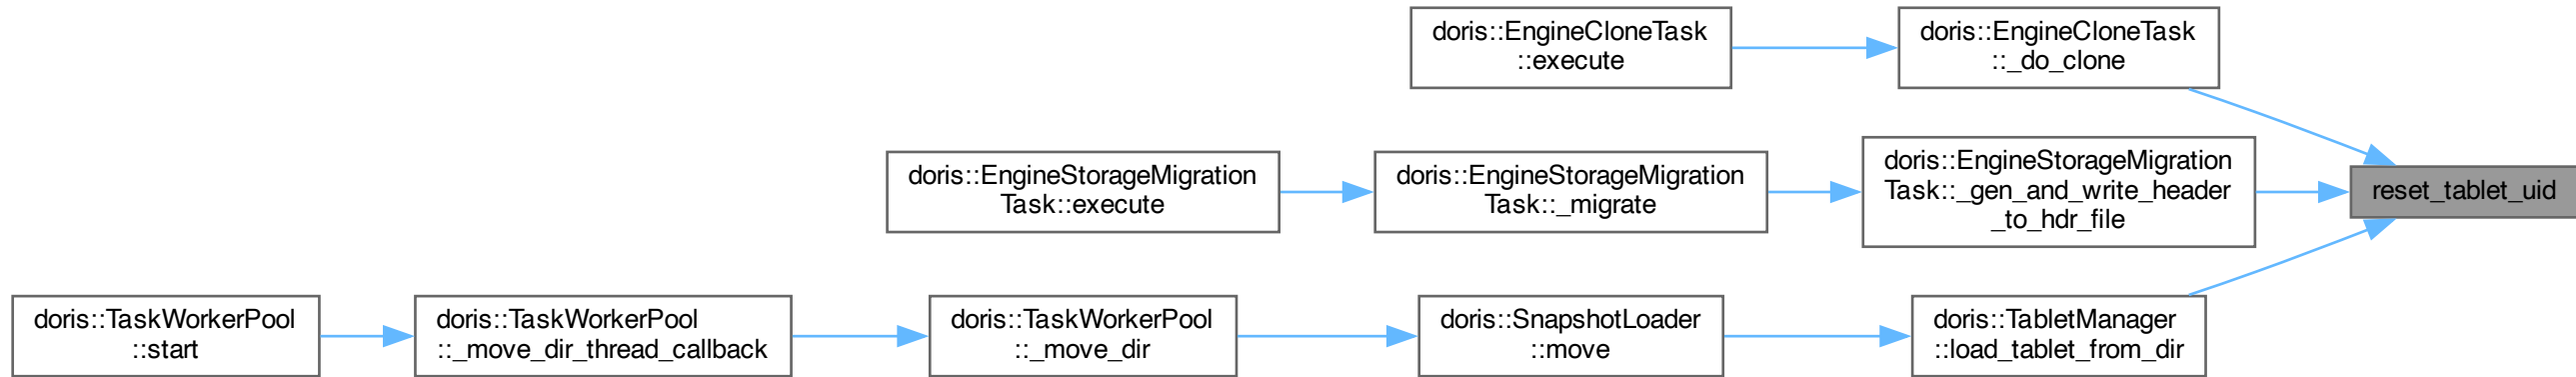 doris::EngineCloneTask
::execute
doris::EngineCloneTask
::_do_clone
doris::EngineStorageMigration
Task::execute
doris::EngineStorageMigration
Task::_migrate
doris::EngineStorageMigration
Task::_gen_and_write_header
_to_hdr_file
reset_tablet_uid
doris::TaskWorkerPool
::start
doris::TaskWorkerPool
::_move_dir_thread_callback
doris::TaskWorkerPool
::_move_dir
doris::SnapshotLoader
::move
doris::TabletManager
::load_tablet_from_dir